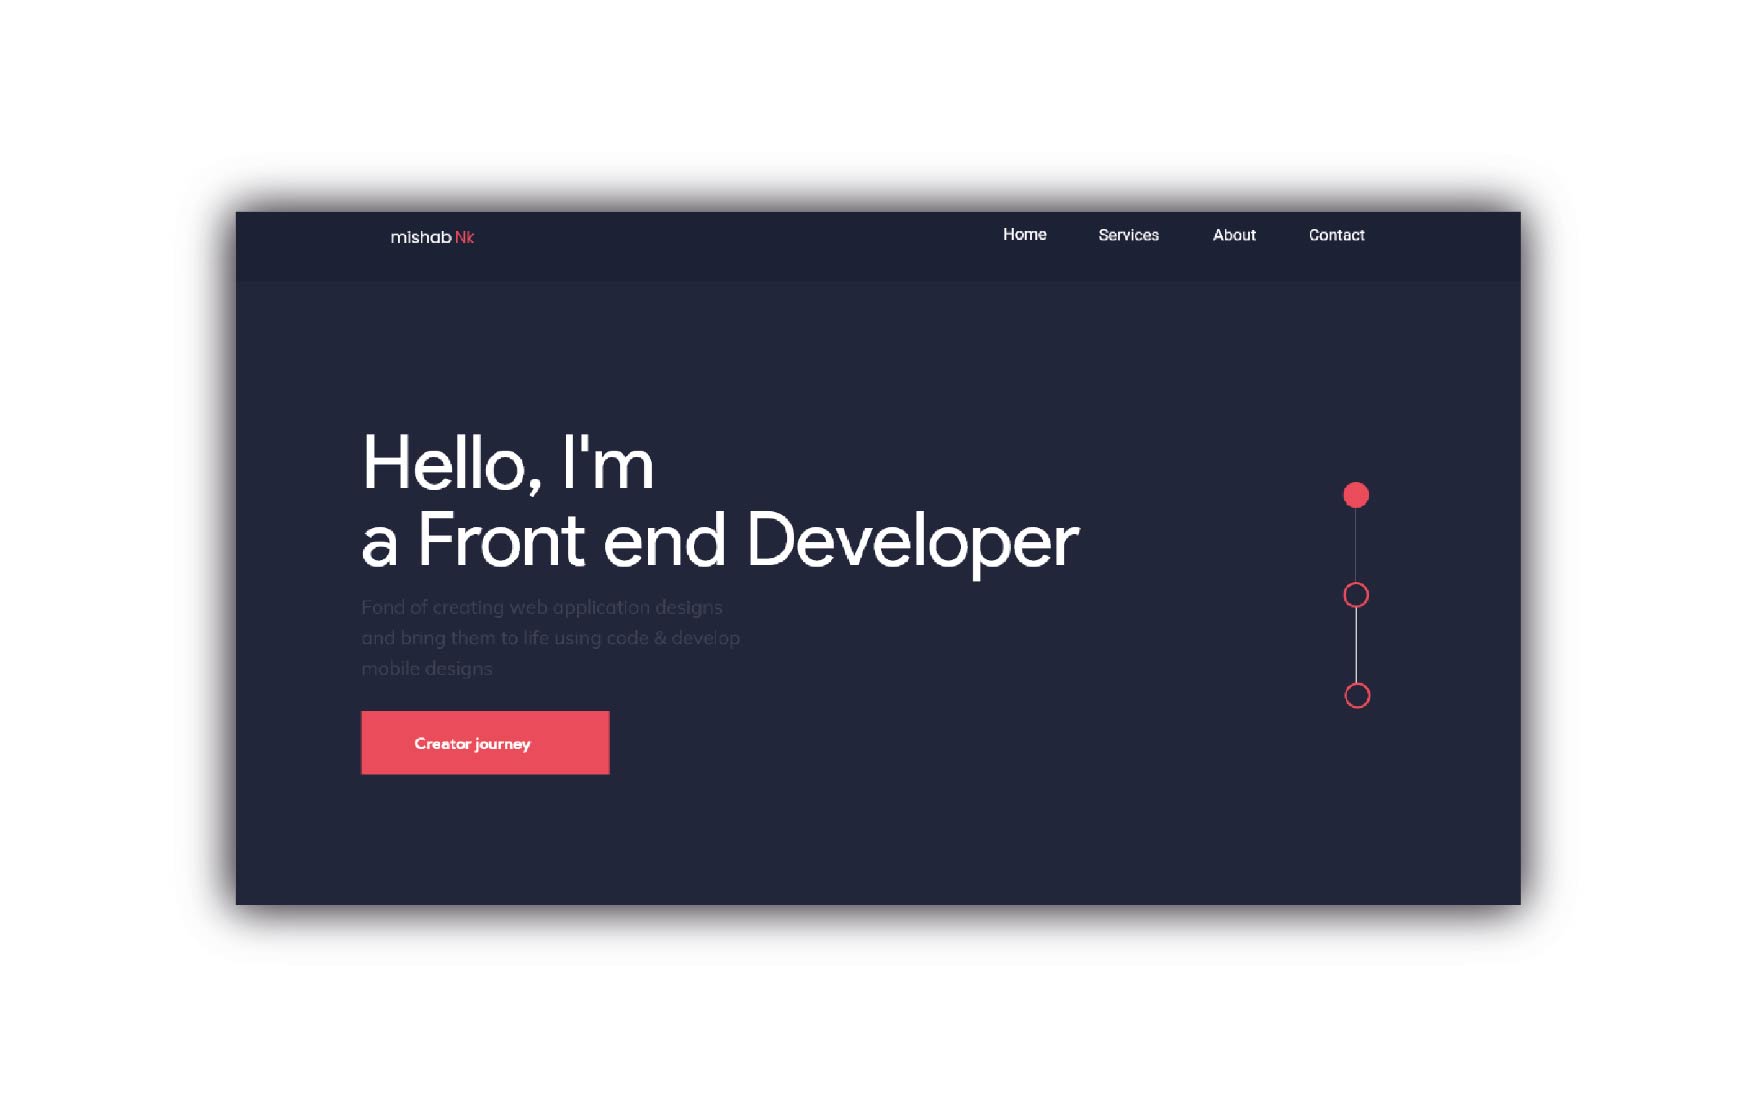 mishab Nk
Home Services About Contact
Hello, I'm
a Front end Developer
Fond of creating web application designs
and bring them to life using code & develop
mobile designs
Creator journey